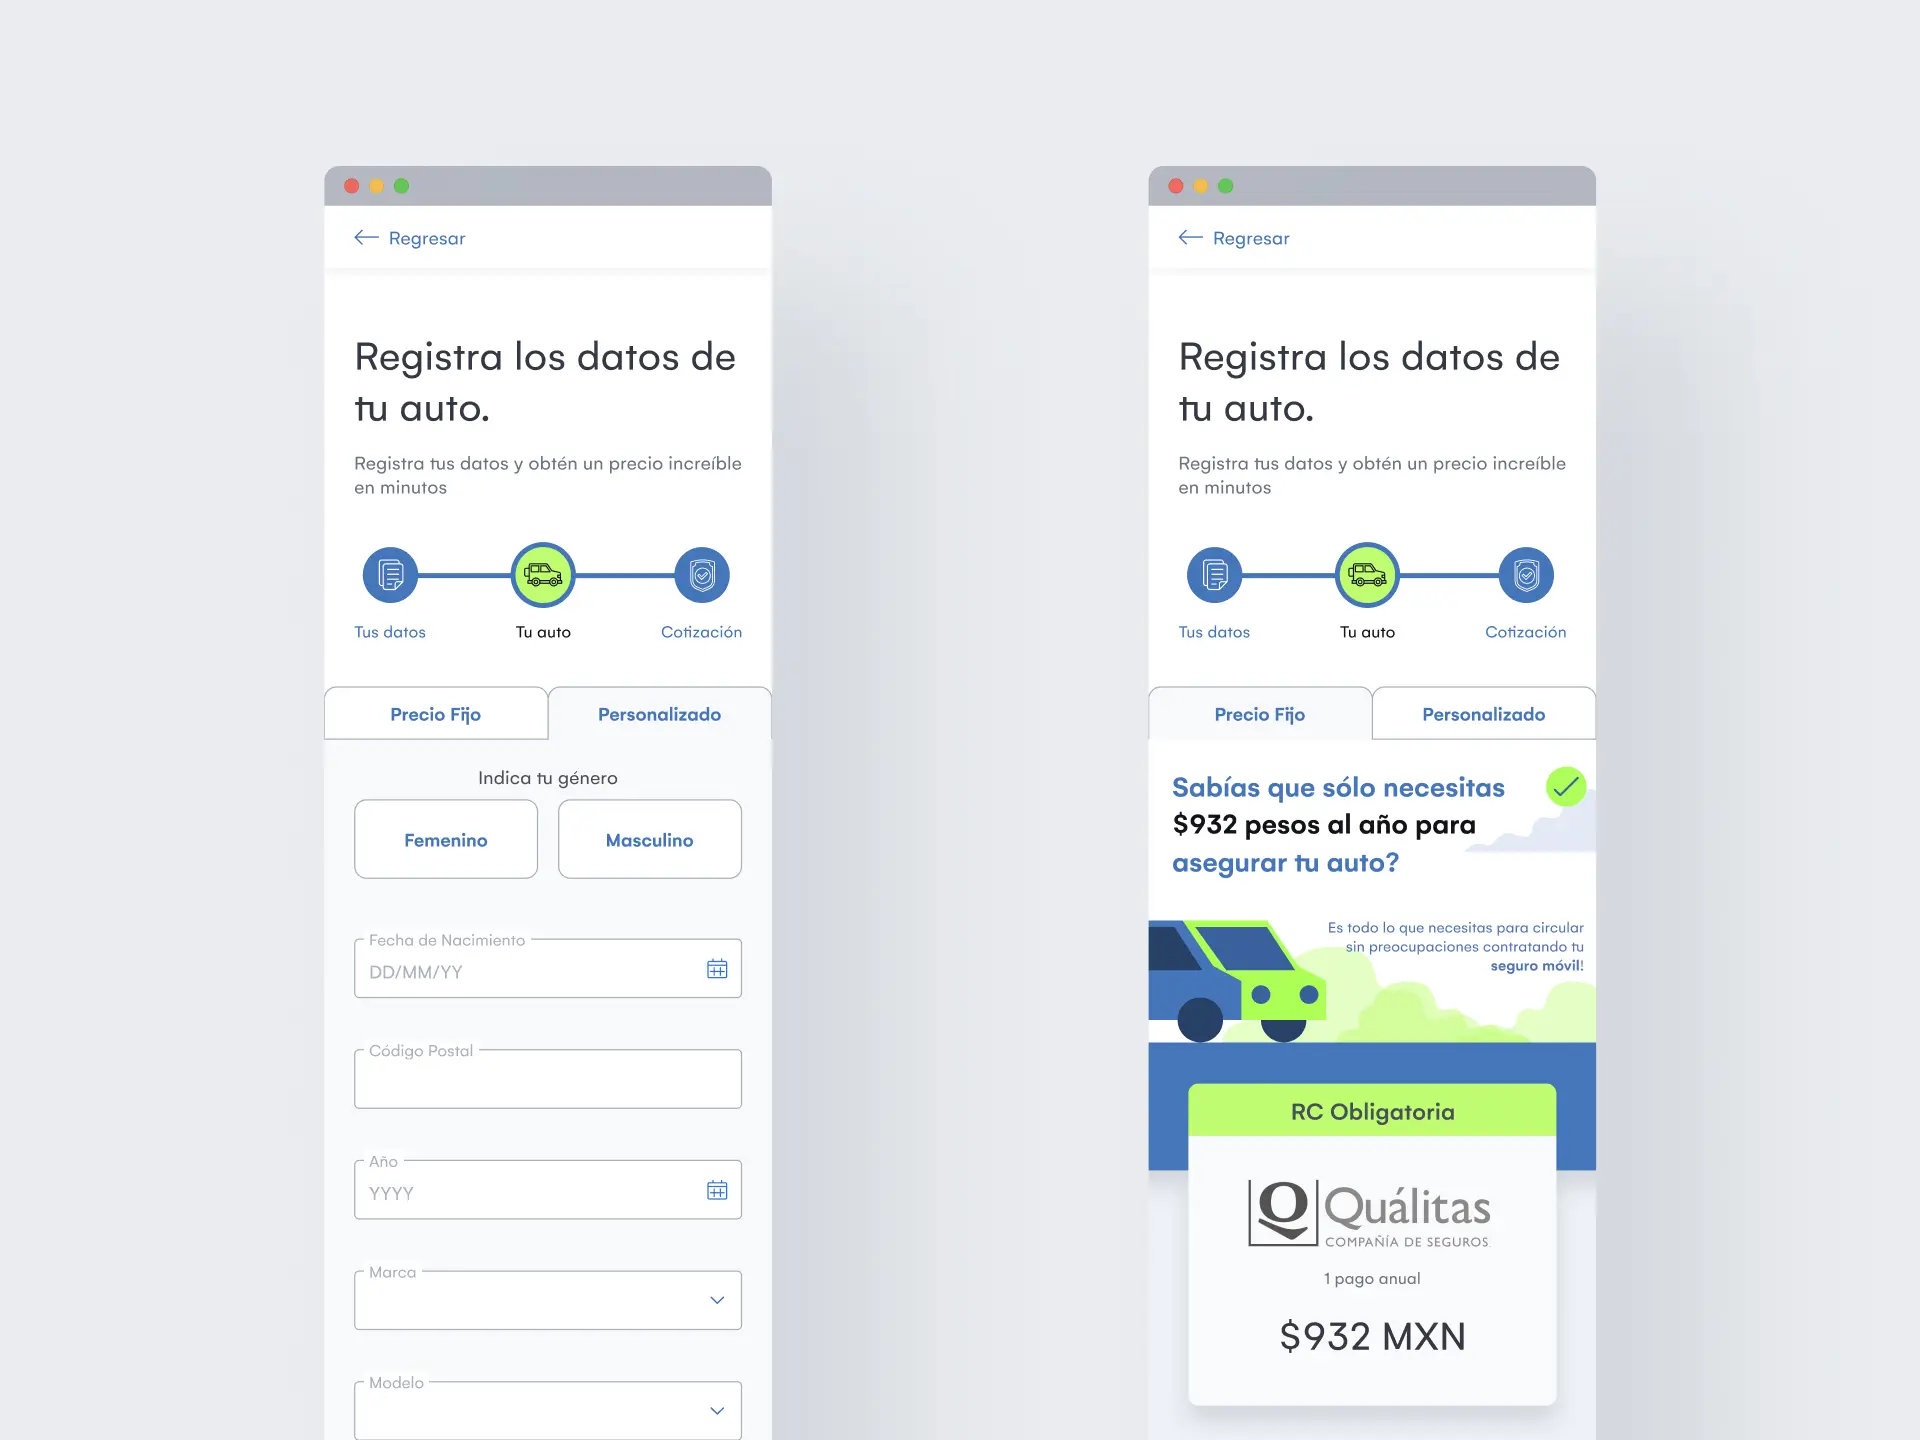 Regresar
Registra los datos de
tu auto.
Registra tus datos y obtén un precio increíble
en minutos
Tus datos
Tu auto
Cotización
Precio Fijo
Personalizado
Indica tu género
Femenino
Masculino
Fecha de Nacimiento
DD/MM/YY
Código Postal
Año
YYYY
Marca
Modelo
Regresar
Registra los datos de
tu auto.
Registra tus datos y obtén un precio increíble
en minutos
Tus datos
Tu auto
Cotización
Precio Fijo
Personalizado
Sabías que sólo necesitas
$932 pesos al año para
asegurar tu auto?
Es todo lo que necesitas para circular
sin preocupaciones contratando tu
seguro móvil!
RC Obligatoria
Q Quálitas
COMPAÑÍA DE SEGUROS.
1 pago anual
$932 MXN